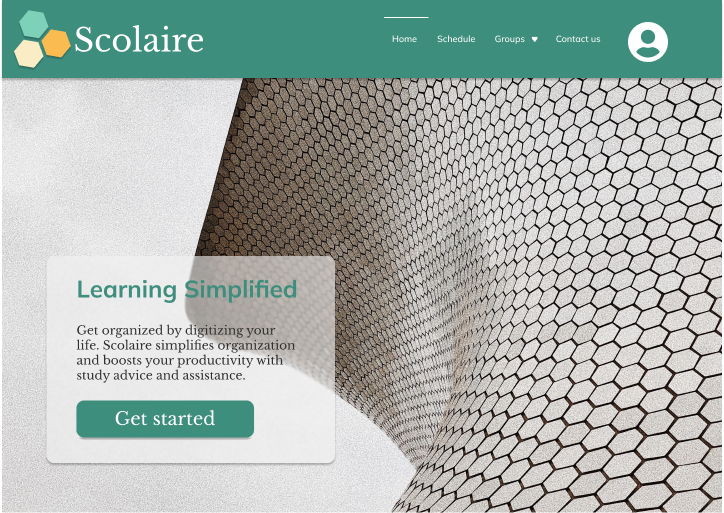 Scolaire
Home Schedule Groups Contact us
Learning Simplified
Get organized by digitizing your
life. Scolaire simplifies organization
and boosts your productivity with
study advice and assistance.
Get started